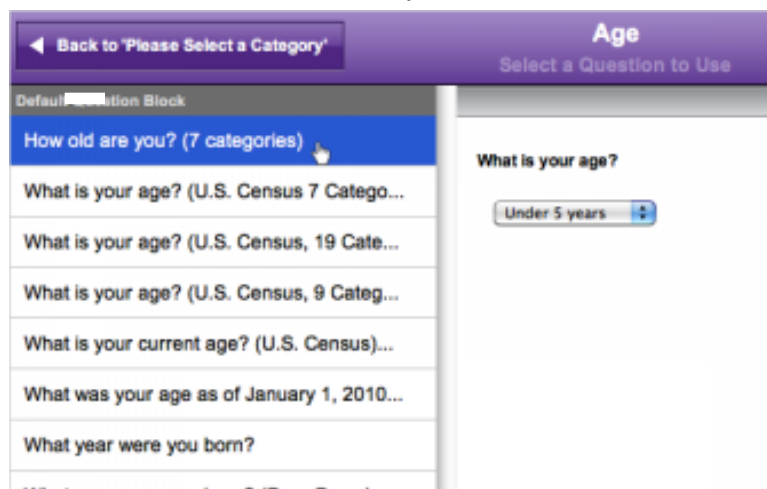 Back to 'Please Select a Category'
Age
Select a Question to Use
Block
How old are you? (7 categories)
What is your age? (U.S. Census 7 Catego...
What is your age? (U.S. Census, 19 Cate...
What is your age? (U.S. Census, 9 Categ...
What is your current age? (U.S. Census)...
What was your age as of January 1, 2010...
What year were you born?
What is your age?
Under 5 years